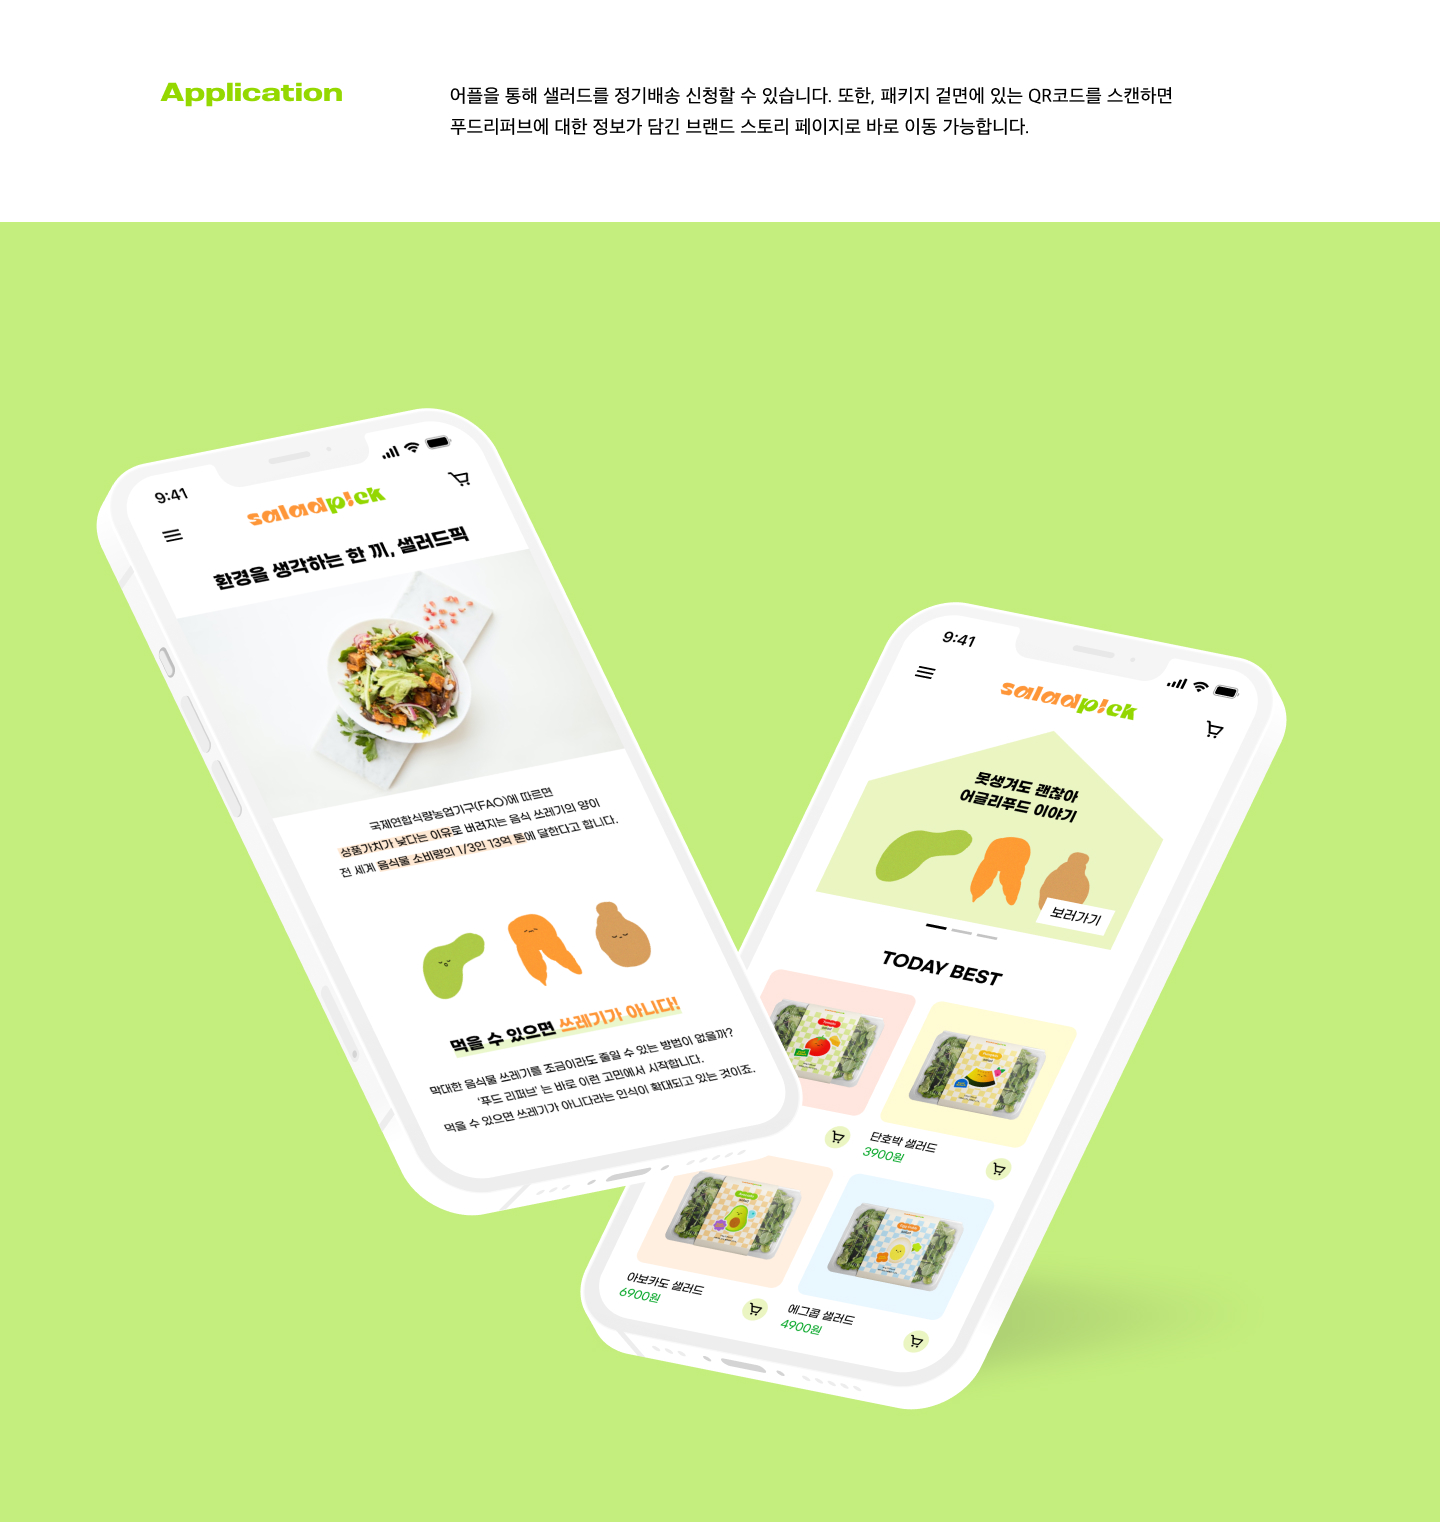 Application
어플을 통해 샐러드를 정기배송 신청할 수 있습니다. 또한, 패키지 겉면에 있는 QR코드를 스캔하면
푸드리퍼브에 대한 정보가 담긴 브랜드 스토리 페이지로 바로 이동 가능합니다.
9:41
saladp!ck
환경을 생각하는 한 끼, 샐러드픽
국제연합식량농업기구(FAO)에 따르면
상품가치가 낮다는 이유로 버려지는 음식 쓰레기의 양이
전 세계 음식물 소비량의 1/3인 13억 톤에 달한다고 합니다.
먹을 수 있으면 쓰레기가 아니다!
막대한 음식물 쓰레기를 조금이라도 줄일 수 있는 방법이 없을까?
'푸드 리퍼브' 는 바로 이런 고민에서 시작합니다.
먹을 수 있으면 쓰레기가 아니다라는 인식이 확대되고 있는 것이죠.
9:41
saladp!ck
못생겨도 괜찮아
어글리푸드 이야기
보러가기
TODAY BEST
단호박 샐러드
3900원
아보카도 샐러드
6900원
에그콥 샐러드
4900원